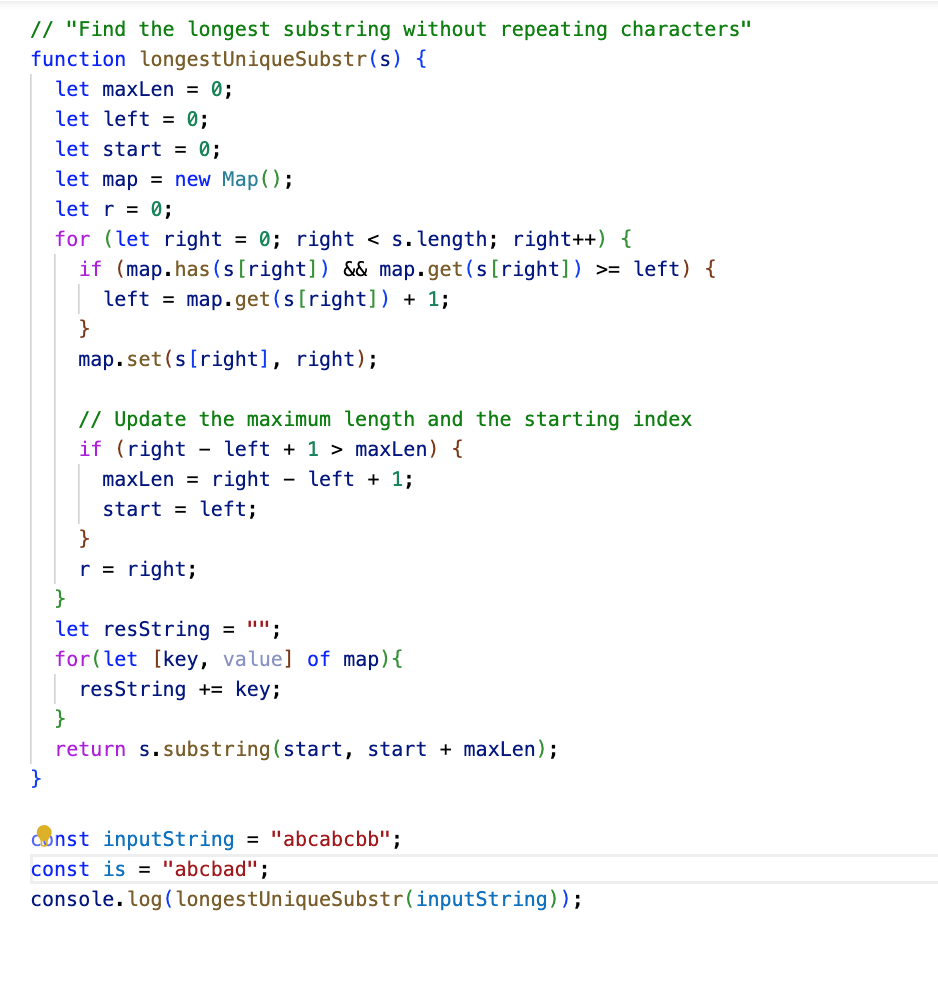 // "Find the longest substring without repeating characters"
function longestUniqueSubstr(s) {
  let maxLen = 0;
  let left = 0;
  let start = 0;
  let map = new Map();
  let r = 0;
  for (let right = 0; right < s.length; right++) {
    if (map.has(s[right]) && map.get(s[right]) >= left) {
      left = map.get(s[right]) + 1;
    }
    map.set(s[right], right);

    // Update the maximum length and the starting index
    if (right - left + 1 > maxLen) {
      maxLen = right - left + 1;
      start = left;
    }
    r = right;
  }
  let resString = "";
  for(let [key, value] of map){
    resString += key;
  }
  return s.substring(start, start + maxLen);
}

const inputString = "abcabcbb";
const is = "abcbad";
console.log(longestUniqueSubstr(inputString));